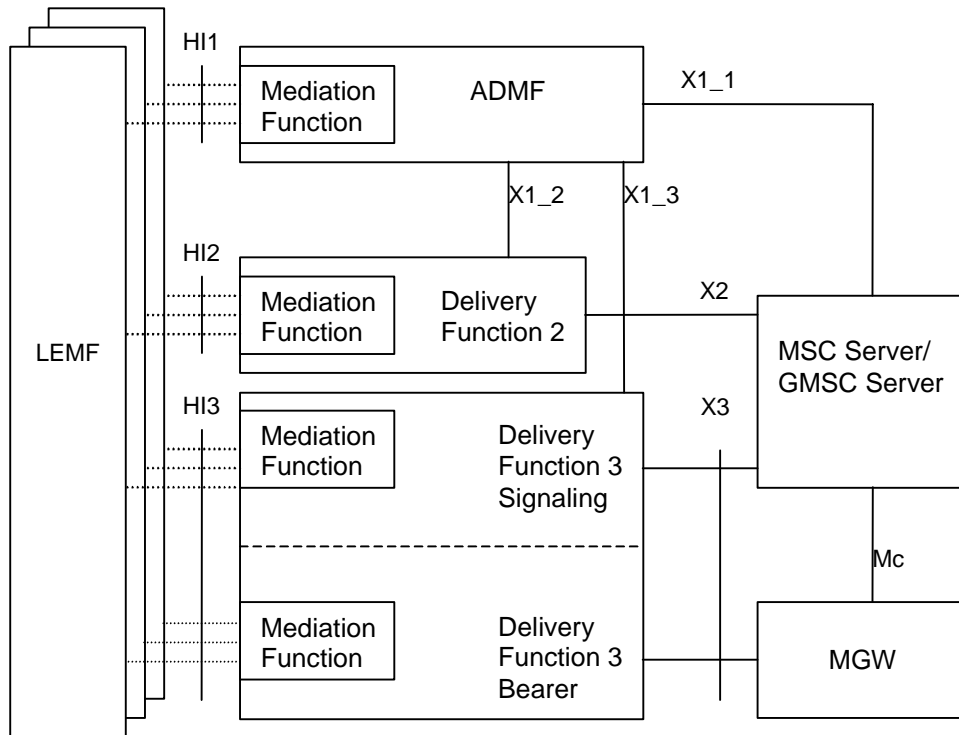 HI1
Mediation
Function
ADMF
X1_1
X1_2
X1_3
HI2
Mediation
Function
Delivery
Function 2
X2
LEMF
MSC Server/
GMSC Server
HI3
Mediation
Function
Delivery
Function 3
Signaling
X3
Mc
Mediation
Function
Delivery
Function 3
Bearer
MGW